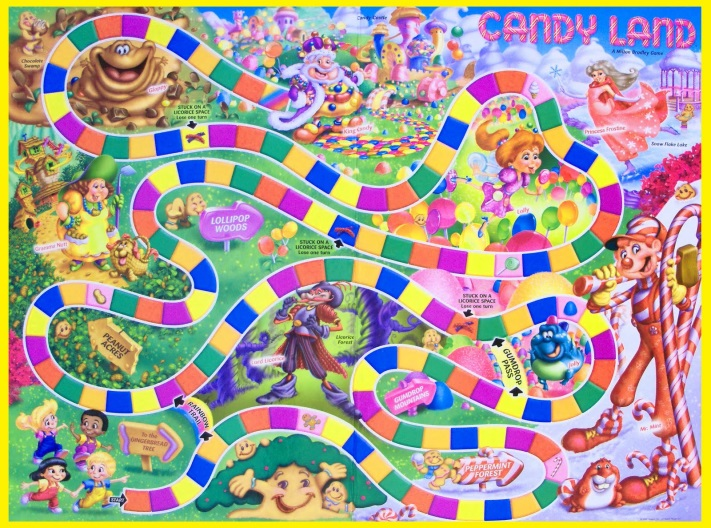 Candy Castle
CANDY LAND
A Milton Bradley Game
Chocolate
Swamp
Gloppy
STUCK ON A
LICORICE SPACE
Lose one turn
King Kandy
Princess Frostine
Snow Flake Lake
Lolly
LOLLIPOP
WOODS
Gramma Nutt
STUCK ON A
LICORICE SPACE
Lose one turn
STUCK ON A
LICORICE SPACE
Lose one turn
PEANUT
ACRES
Licorice
Forest
Lord Licorice
GUMDROP
PASS
Jolly
GUMDROP
MOUNTAINS
RAINBOW
TRAIL
Mr. Mint
To the
GINGERBREAD
TREE
PEPPERMINT
FOREST
START